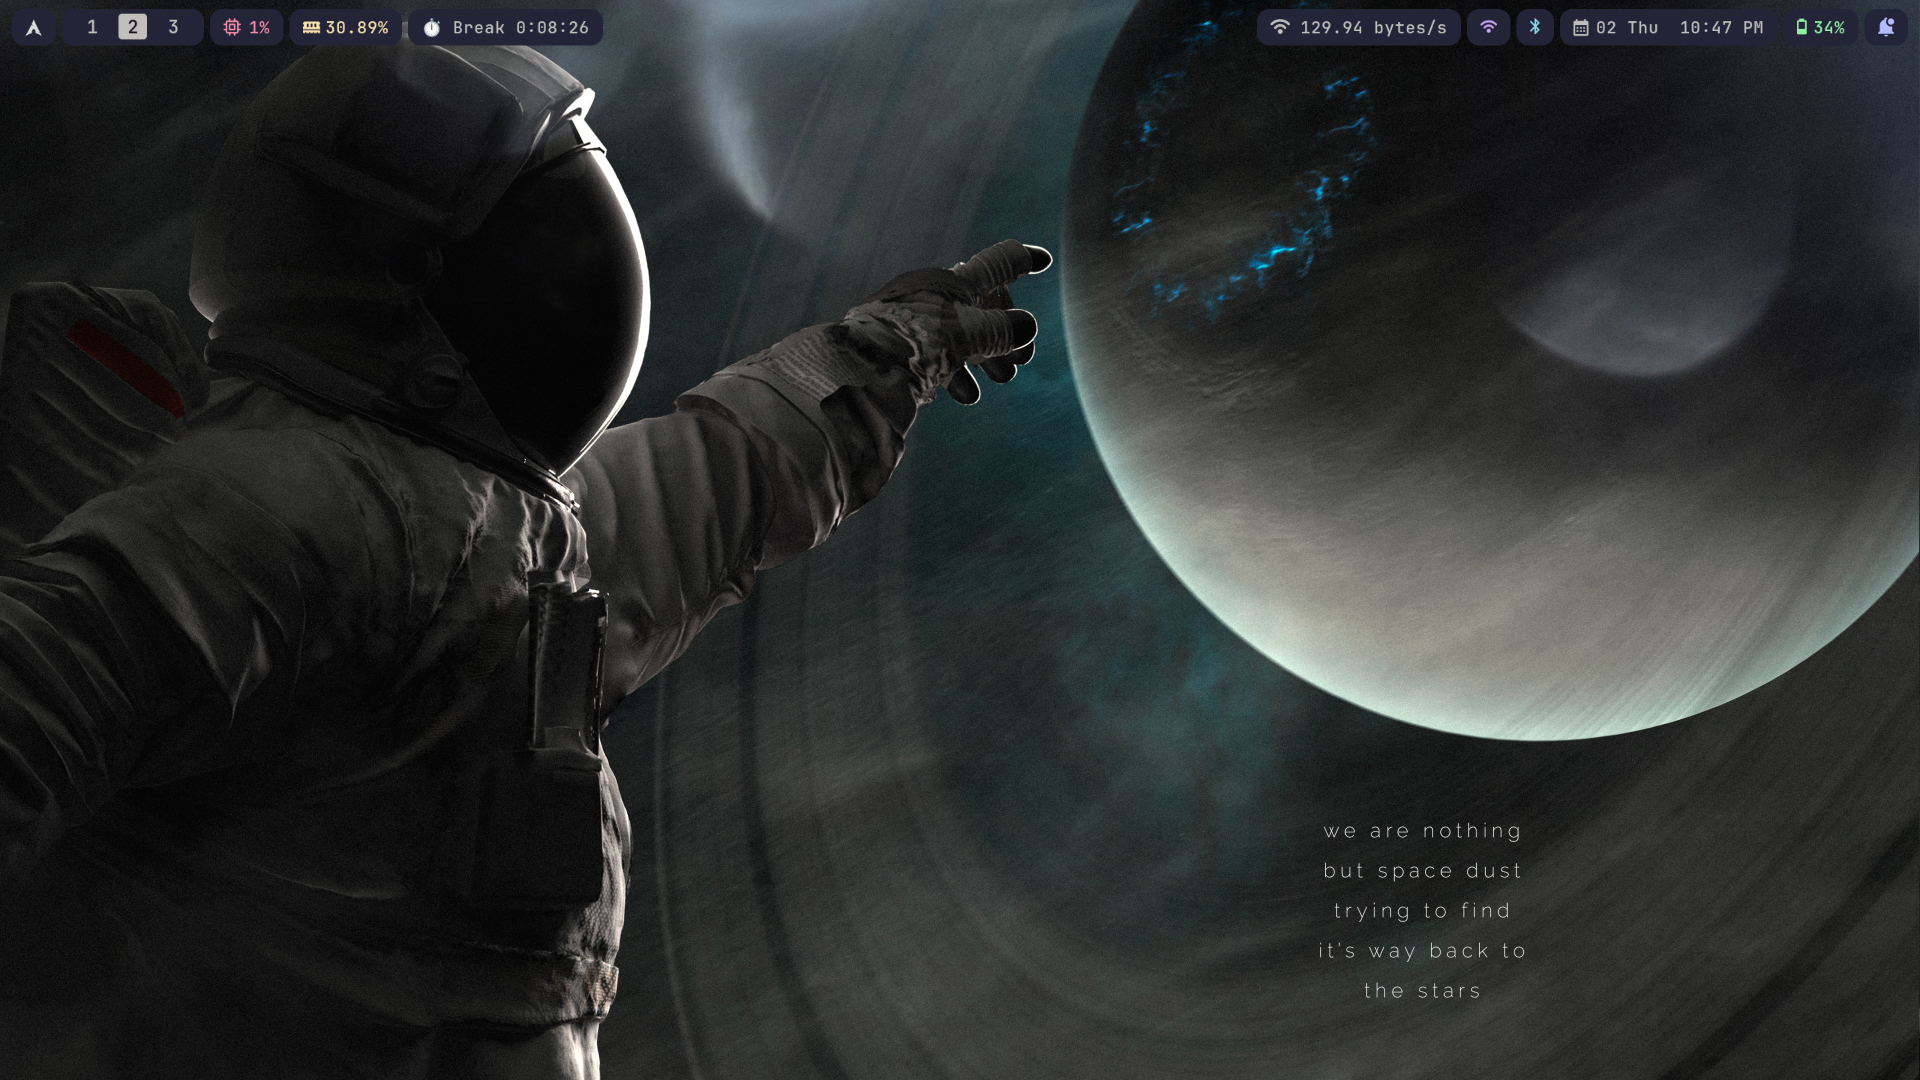 1 2 3 1% 30.89% Break 0:08:26 129.94 bytes/s 02 Thu 10:47 PM 34%
we are nothing
but space dust
trying to find
it's way back to
the stars